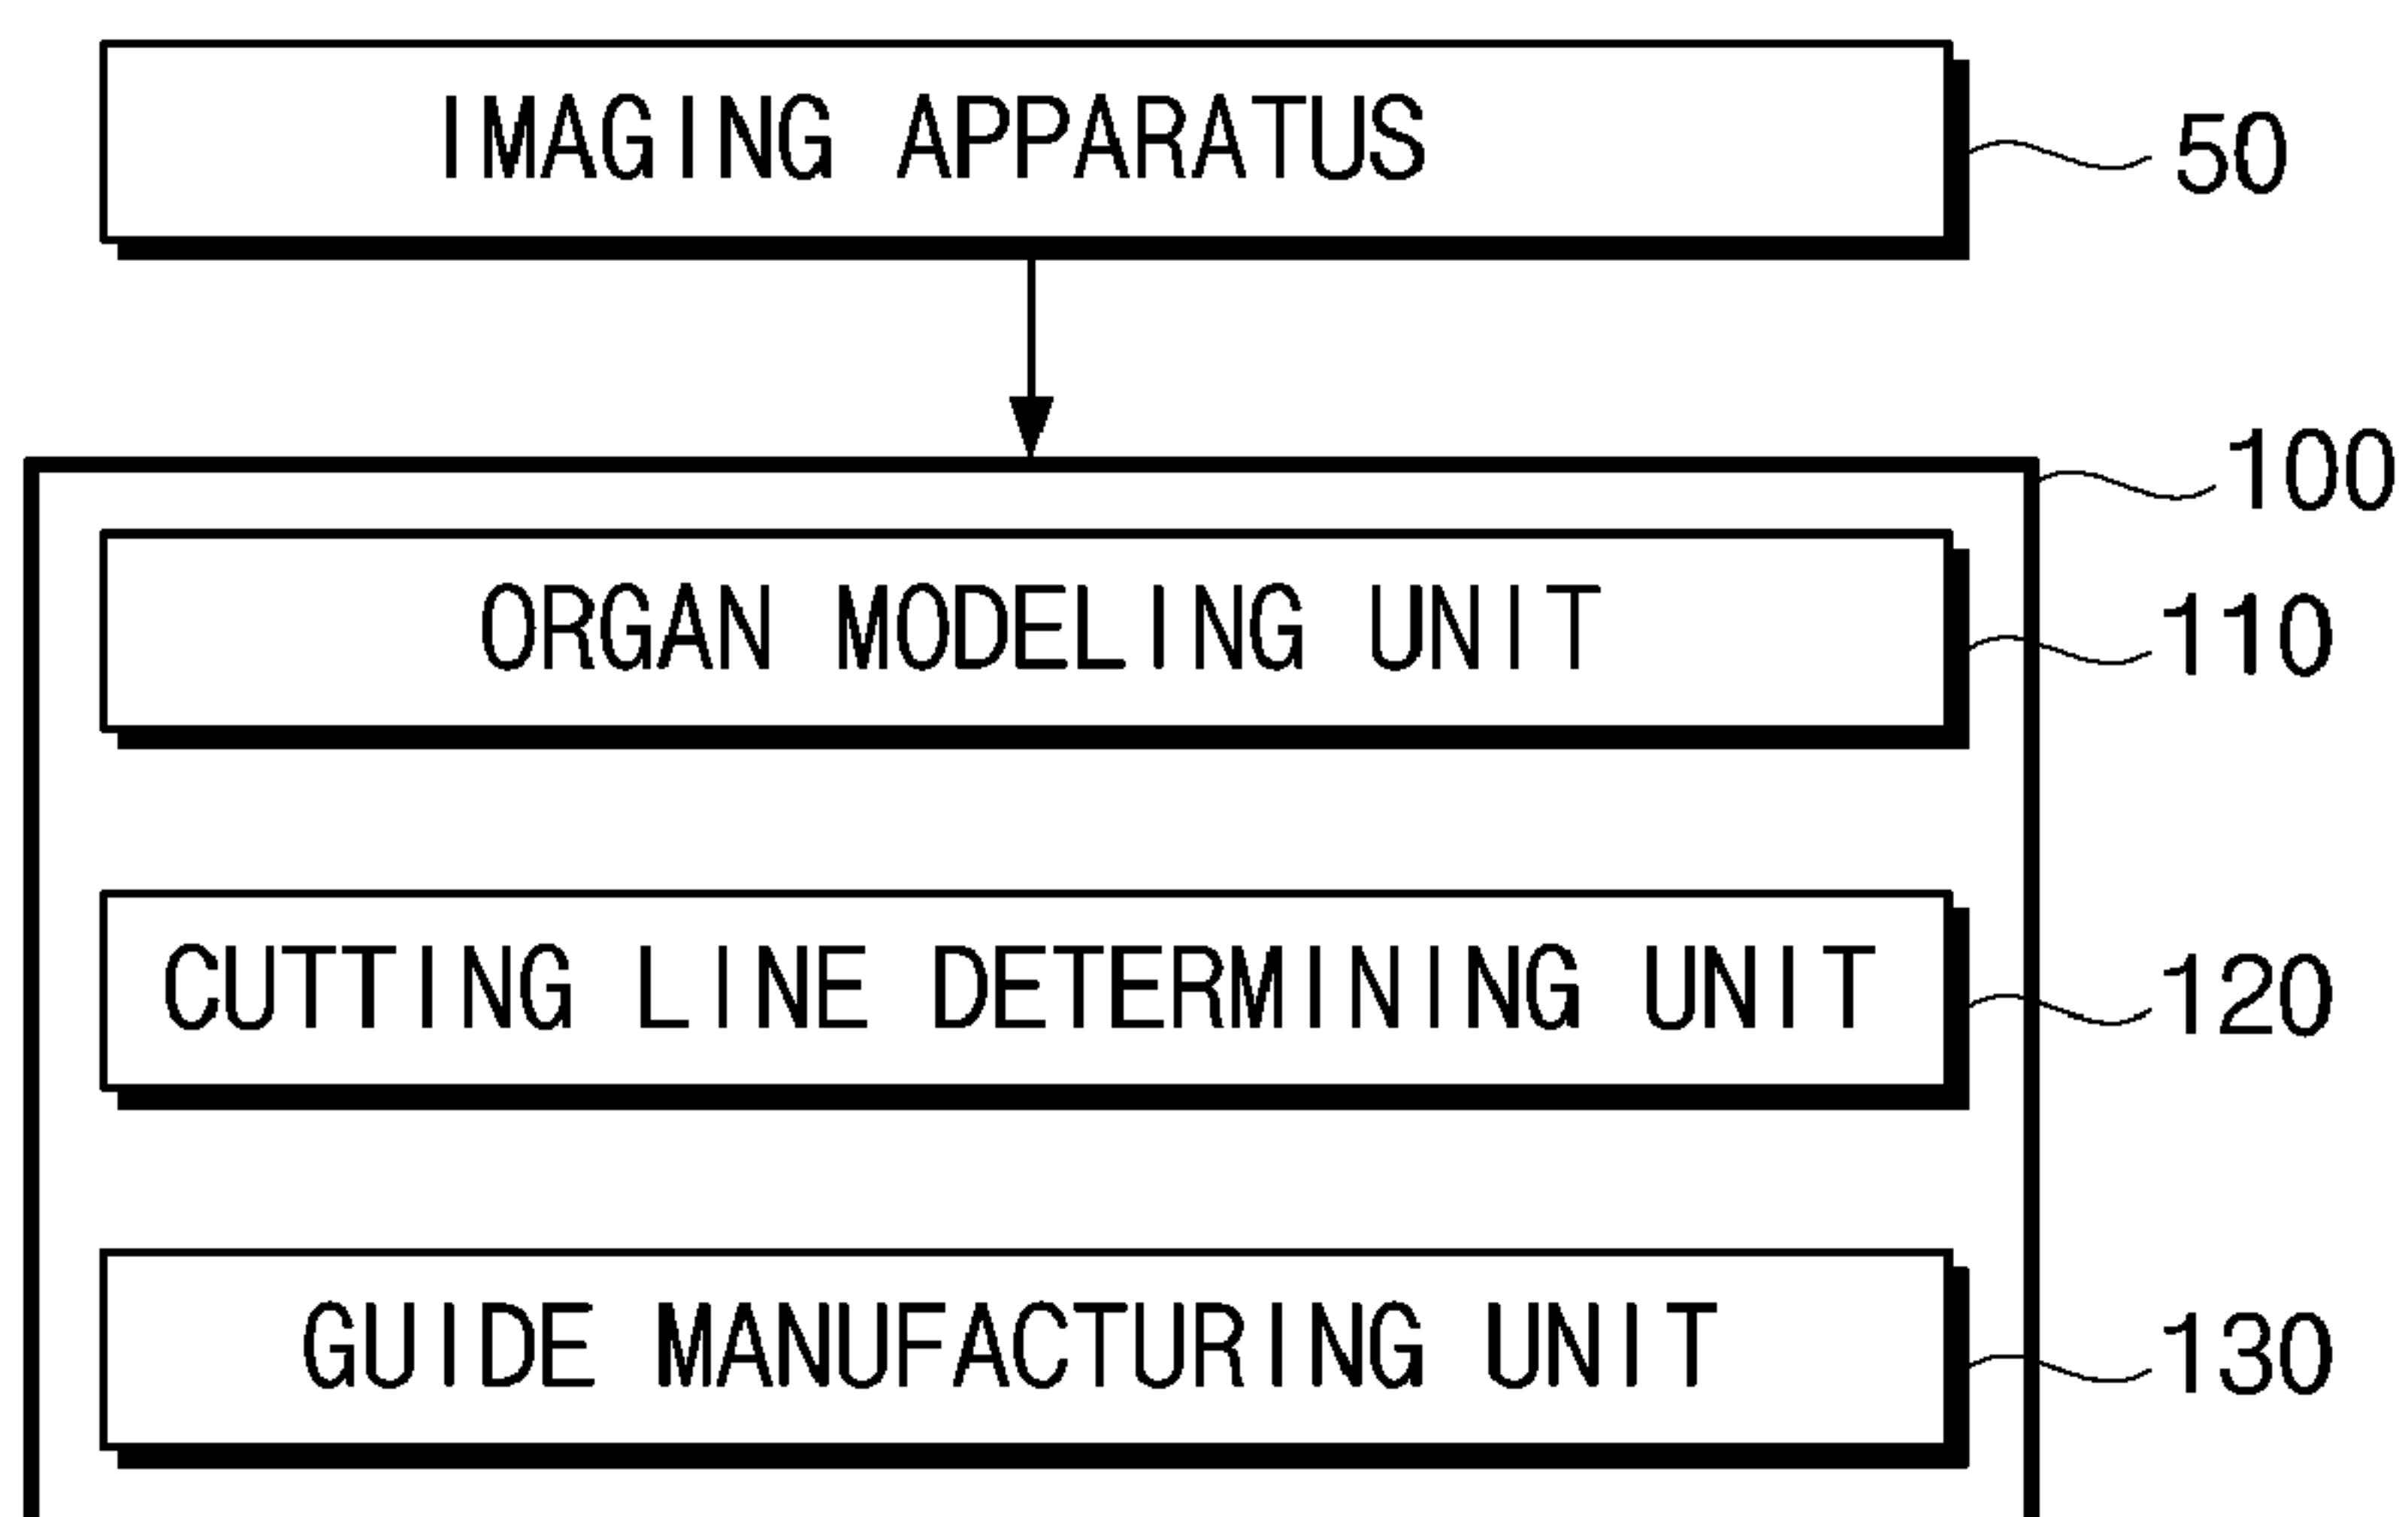 IMAGING APPARATUS
50
100
ORGAN MODELING UNIT
110
CUTTING LINE DETERMINING UNIT
120
GUIDE MANUFACTURING UNIT
130